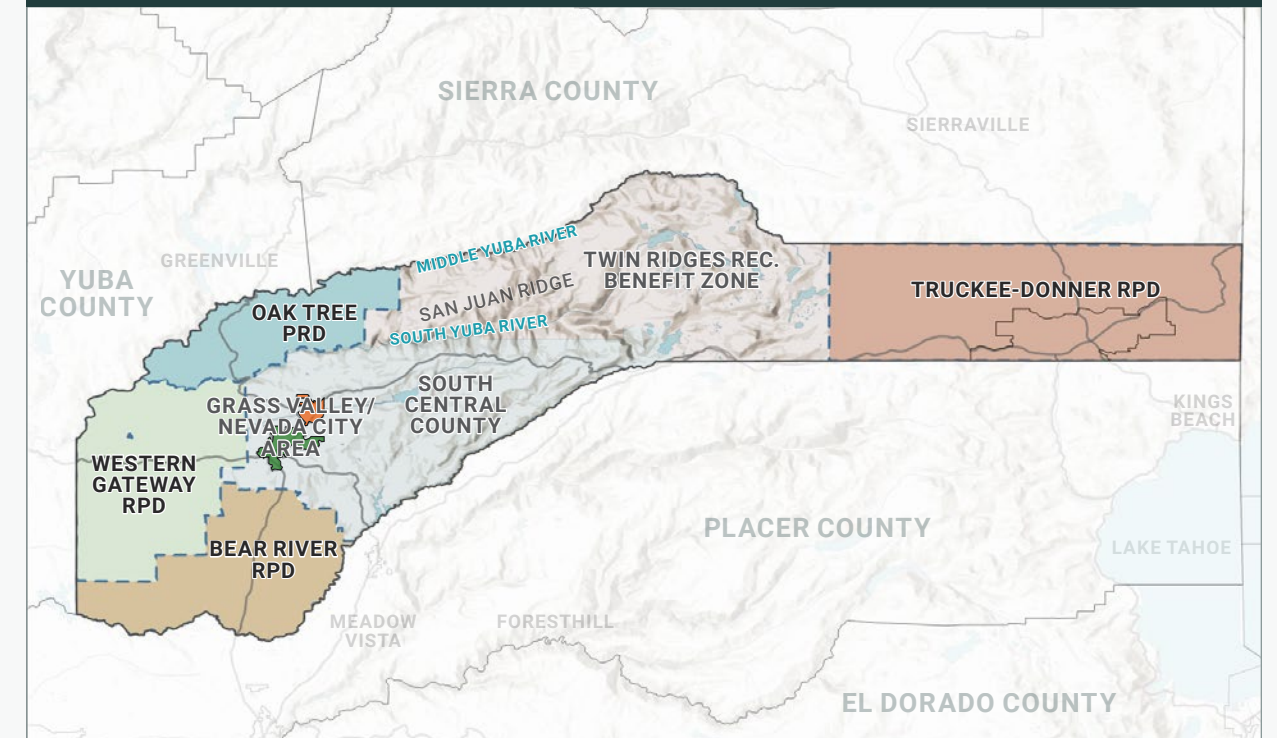 SIERRA COUNTY
SIERRAVILLE
MIDDLE YUBA RIVER
GREENVILLE
TWIN RIDGES REC.
BENEFIT ZONE
YUBA
COUNTY
SAN JUAN RIDGE
TRUCKEE-DONNER RPD
OAK TREE
PRD
SOUTH YUBA RIVER
SOUTH
CENTRAL
COUNTY
GRASS VALLEY/
NEVADA CITY
AREA
KINGS
BEACH
WESTERN
GATEWAY
RPD
PLACER COUNTY
BEAR RIVER
RPD
LAKE TAHOE
MEADOW
VISTA
FORESTHILL
EL DORADO COUNTY